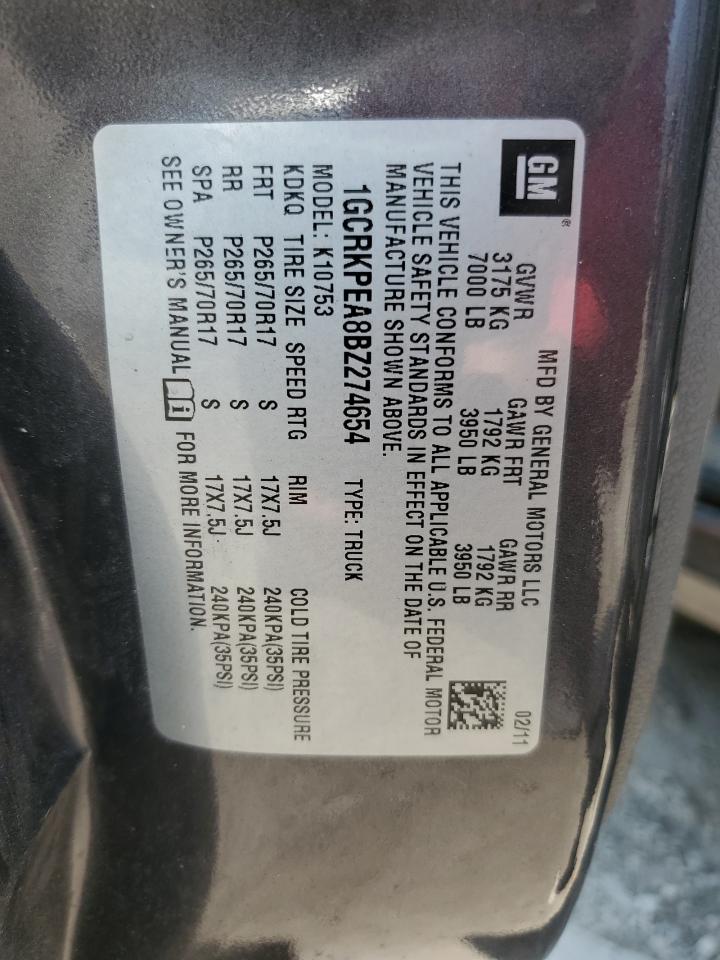 GM®
MFD BY GENERAL MOTORS LLC 02/11
GVWR GAWR FRT GAWR RR
3175 KG 1792 KG 1792 KG
7000 LB 3950 LB 3950 LB
THIS VEHICLE CONFORMS TO ALL APPLICABLE U.S. FEDERAL MOTOR
VEHICLE SAFETY STANDARDS IN EFFECT ON THE DATE OF
MANUFACTURE SHOWN ABOVE.
1GCRKPEA8BZ274654 TYPE: TRUCK
MODEL: K10753
KDKQ TIRE SIZE SPEED RTG RIM COLD TIRE PRESSURE
FRT P265/70R17 S 17X7.5J 240KPA(35PSI)
RR P265/70R17 S 17X7.5J 240KPA(35PSI)
SPA P265/70R17 S 17X7.5J 240KPA(35PSI)
SEE OWNER'S MANUAL i FOR MORE INFORMATION.